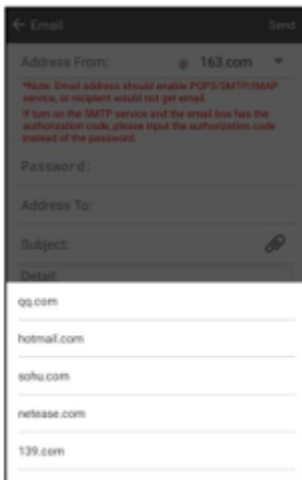 ← Email Send
Address From: @ 163.com ▼
*Note: Email address should enable POP3/SMTP/IMAP
service, or recipient would not get email.
If turn on the SMTP service and the email box has the
authorization code, please input the authorization code
instead of the password.
Password:
Address To:
Subject:
Detail:
qq.com
hotmail.com
sohu.com
netease.com
139.com